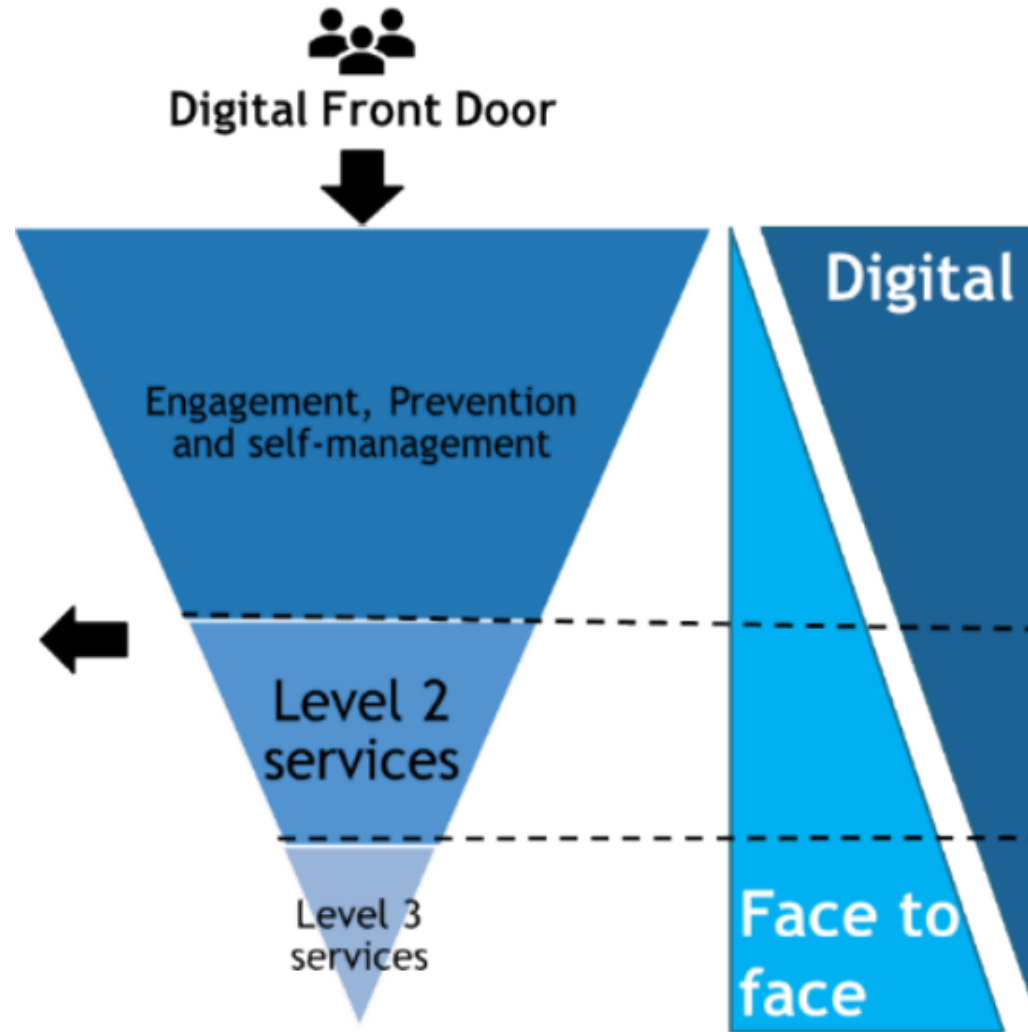 Digital Front Door
Digital
Engagement, Prevention
and self-management
Level 2
services
Level 3
services
Face to
face